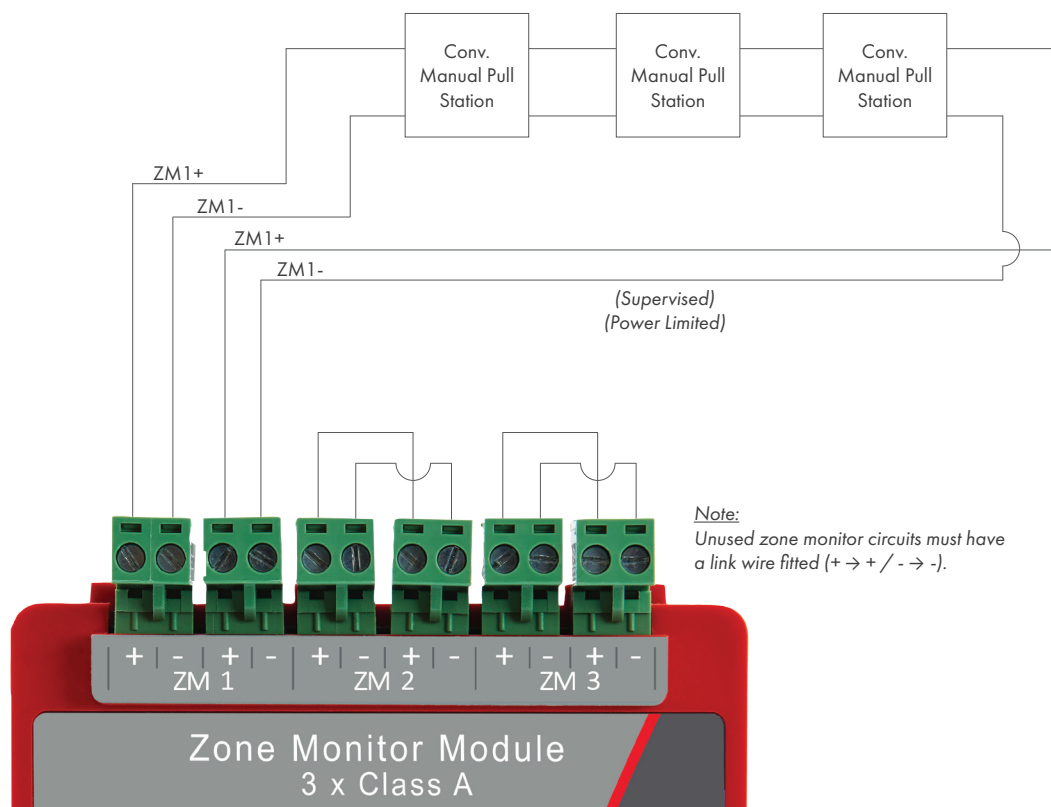 Conv.
Manual Pull
Station
Conv.
Manual Pull
Station
Conv.
Manual Pull
Station
ZM1+
ZM1-
ZM1+
ZM1-
(Supervised)
(Power Limited)
Note:
Unused zone monitor circuits must have
a link wire fitted (+ → + / - → -).
+ - + - + - + - + - + -
ZM 1 ZM 2 ZM 3
Zone Monitor Module
3 x Class A